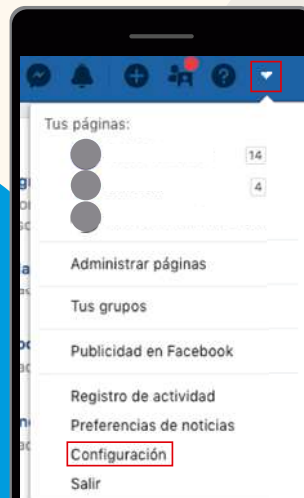 Tus páginas:
14
4
Administrar páginas
Tus grupos
Publicidad en Facebook
Registro de actividad
Preferencias de noticias
Configuración
Salir